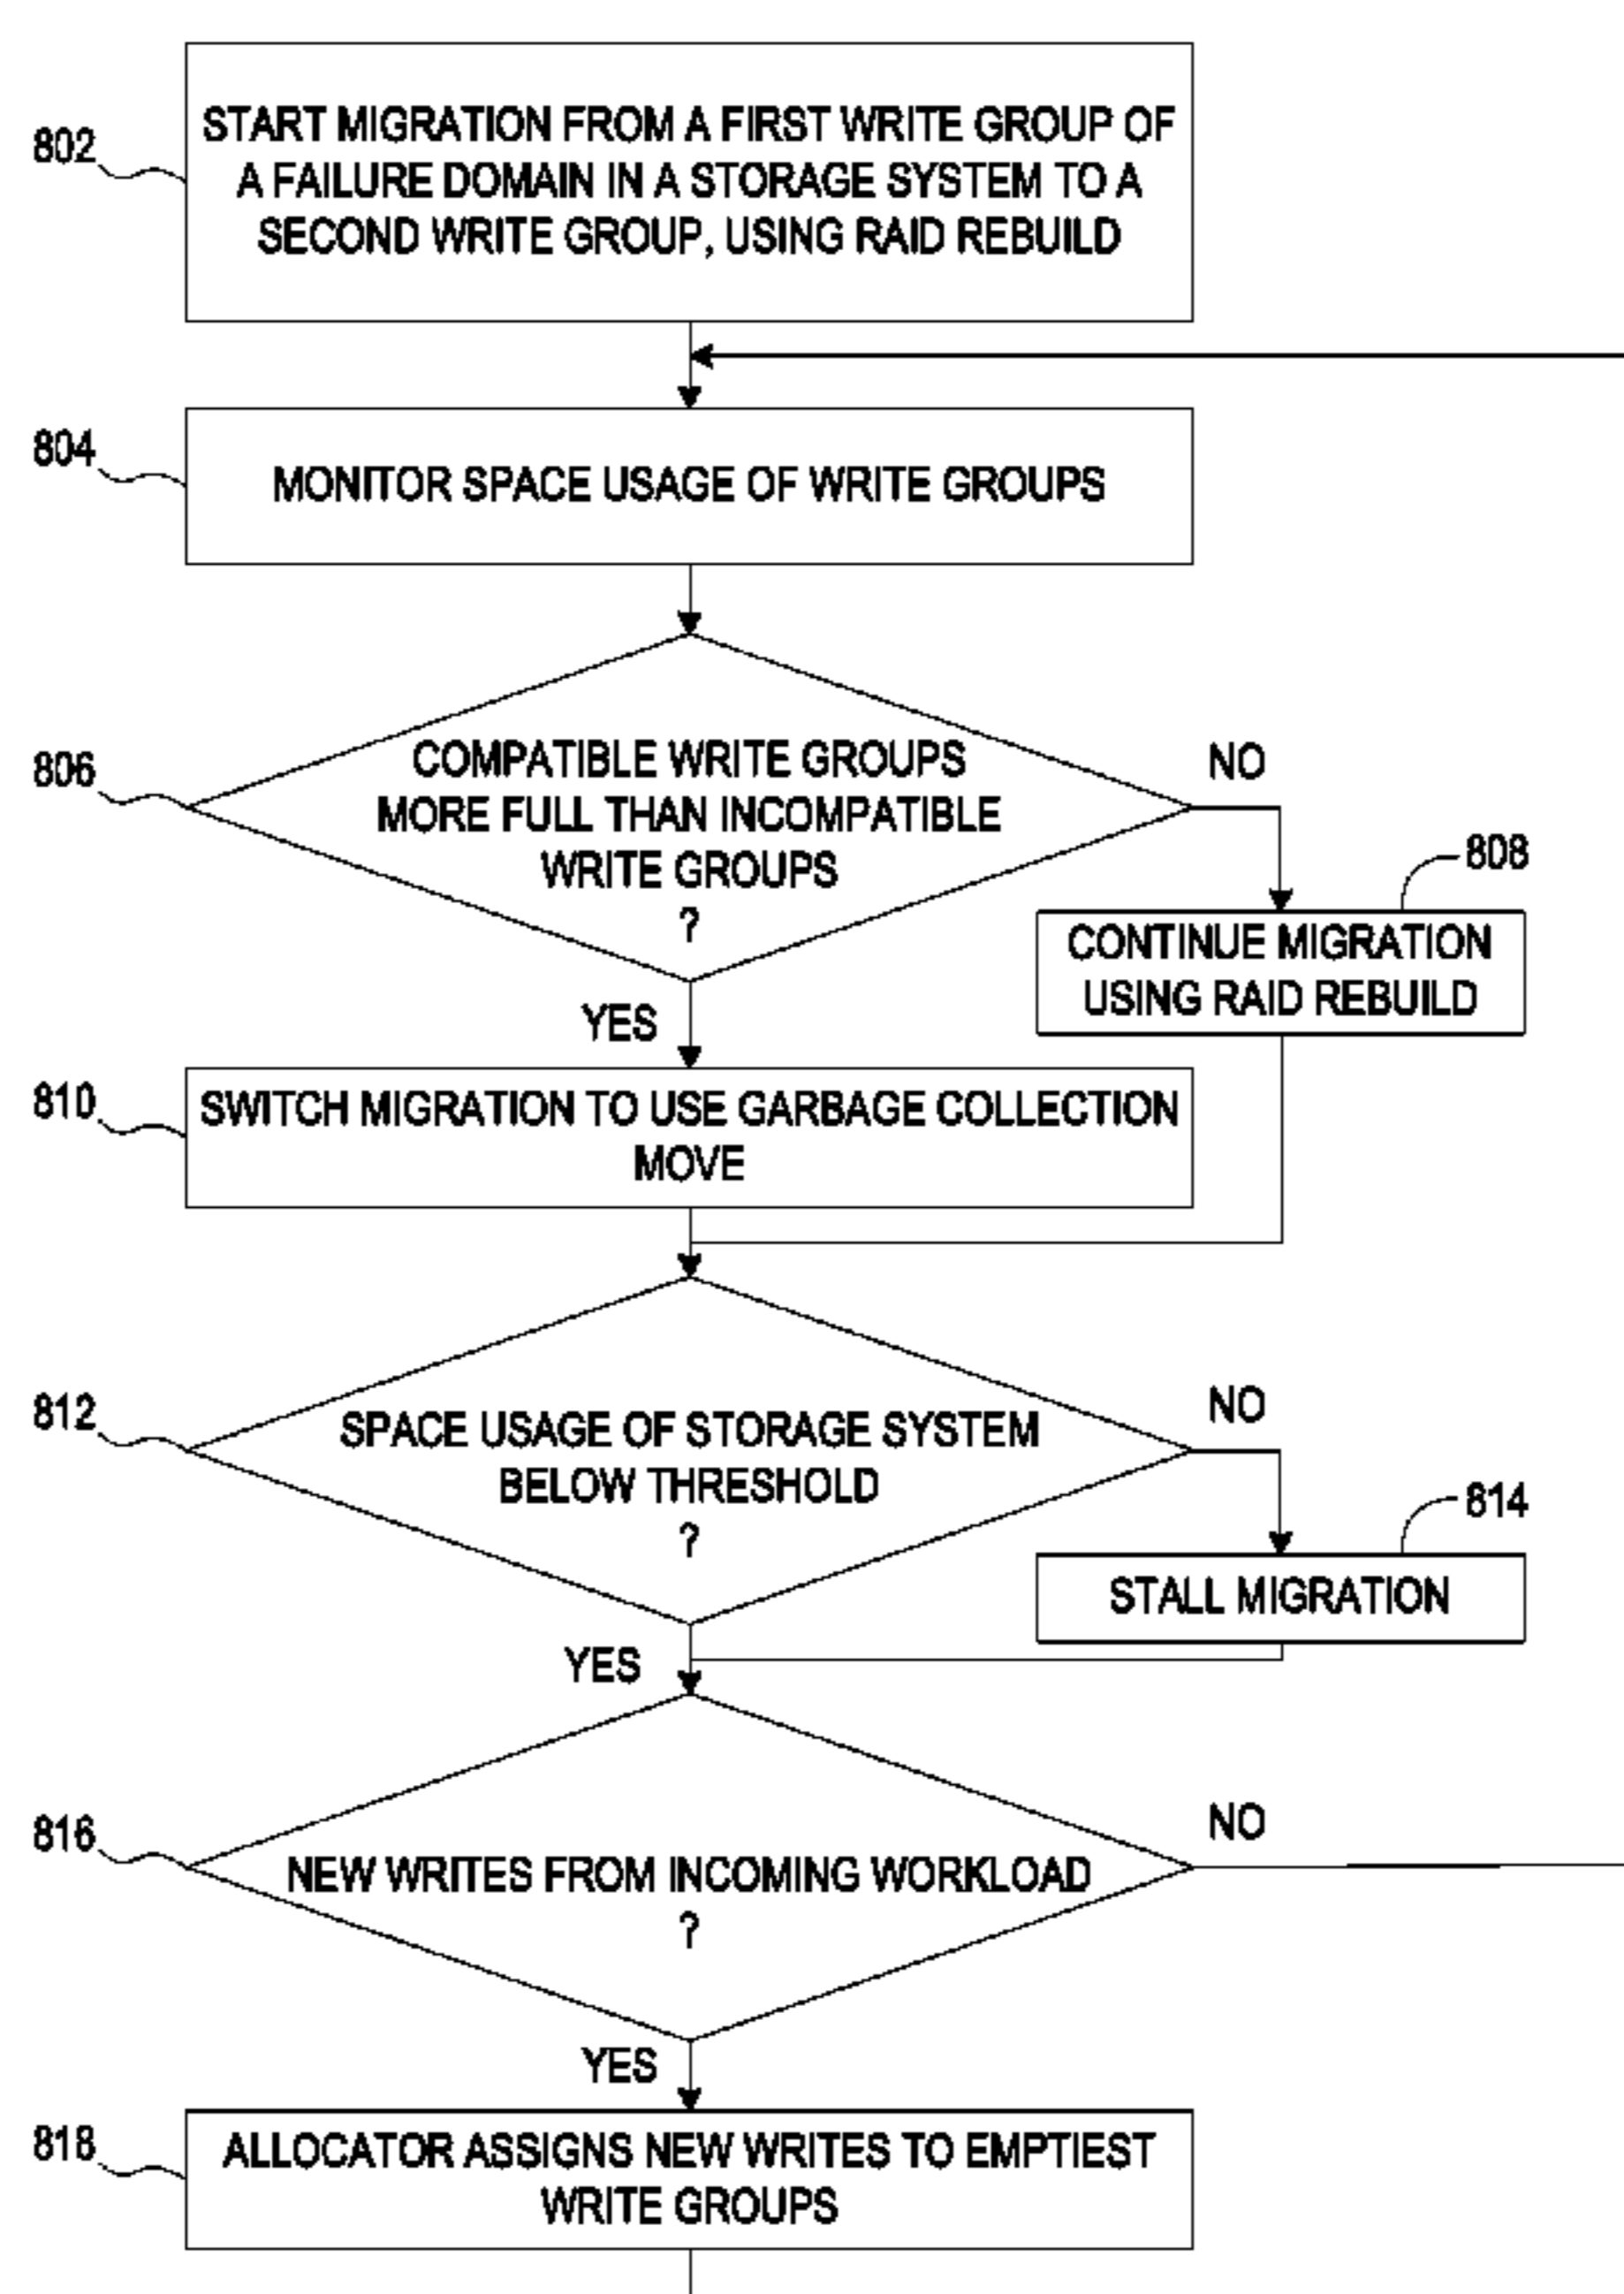 802
START MIGRATION FROM A FIRST WRITE GROUP OF
A FAILURE DOMAIN IN A STORAGE SYSTEM TO A
SECOND WRITE GROUP, USING RAID REBUILD
804
MONITOR SPACE USAGE OF WRITE GROUPS
806
COMPATIBLE WRITE GROUPS
MORE FULL THAN INCOMPATIBLE
WRITE GROUPS
?
NO
808
CONTINUE MIGRATION
USING RAID REBUILD
YES
810
SWITCH MIGRATION TO USE GARBAGE COLLECTION
MOVE
812
SPACE USAGE OF STORAGE SYSTEM
BELOW THRESHOLD
?
NO
814
STALL MIGRATION
YES
816
NEW WRITES FROM INCOMING WORKLOAD
?
NO
YES
818
ALLOCATOR ASSIGNS NEW WRITES TO EMPTIEST
WRITE GROUPS